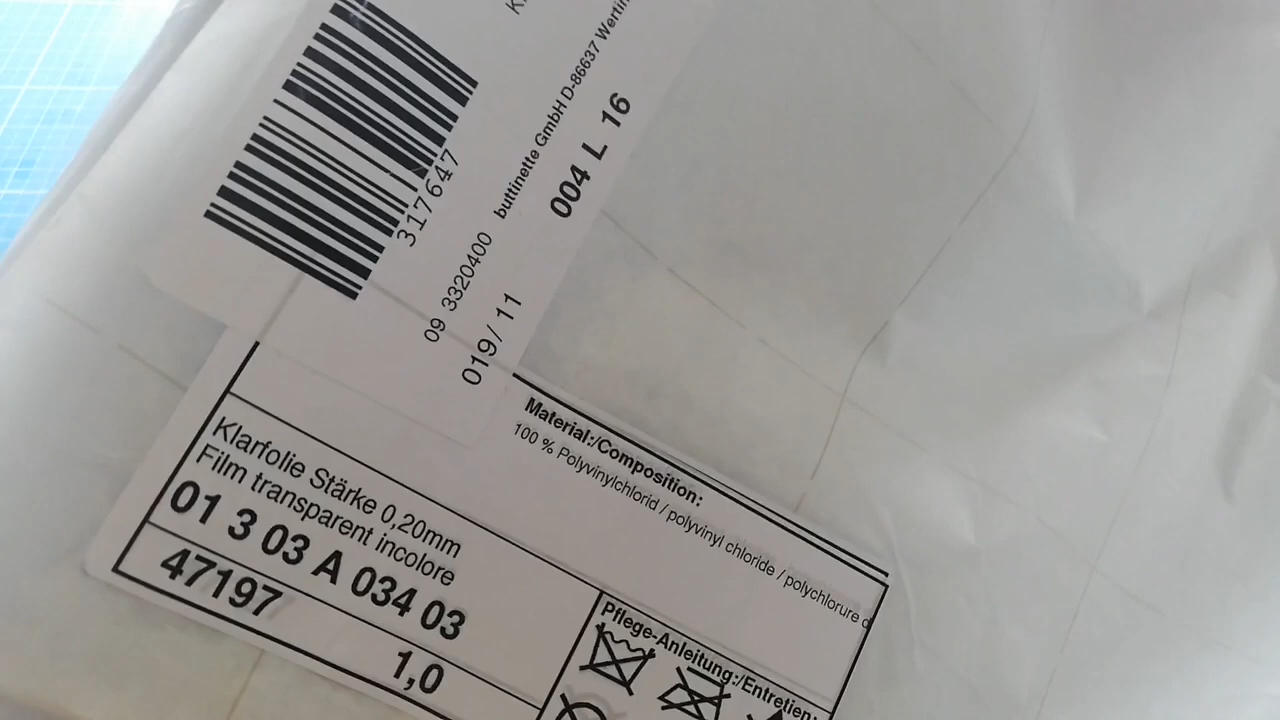 317647
09 3320400 buttinette GmbH D-86637
019/ 11 004 L 16
Material:/Composition:
100 % Polyvinylchlorid / polyvinyl chloride / polychlorure
Klarfolie Stärke 0,20mm
Film transparent incolore
01 3 03 A 034 03
47197
1,0
Pflege-Anleitung:/Entretien: